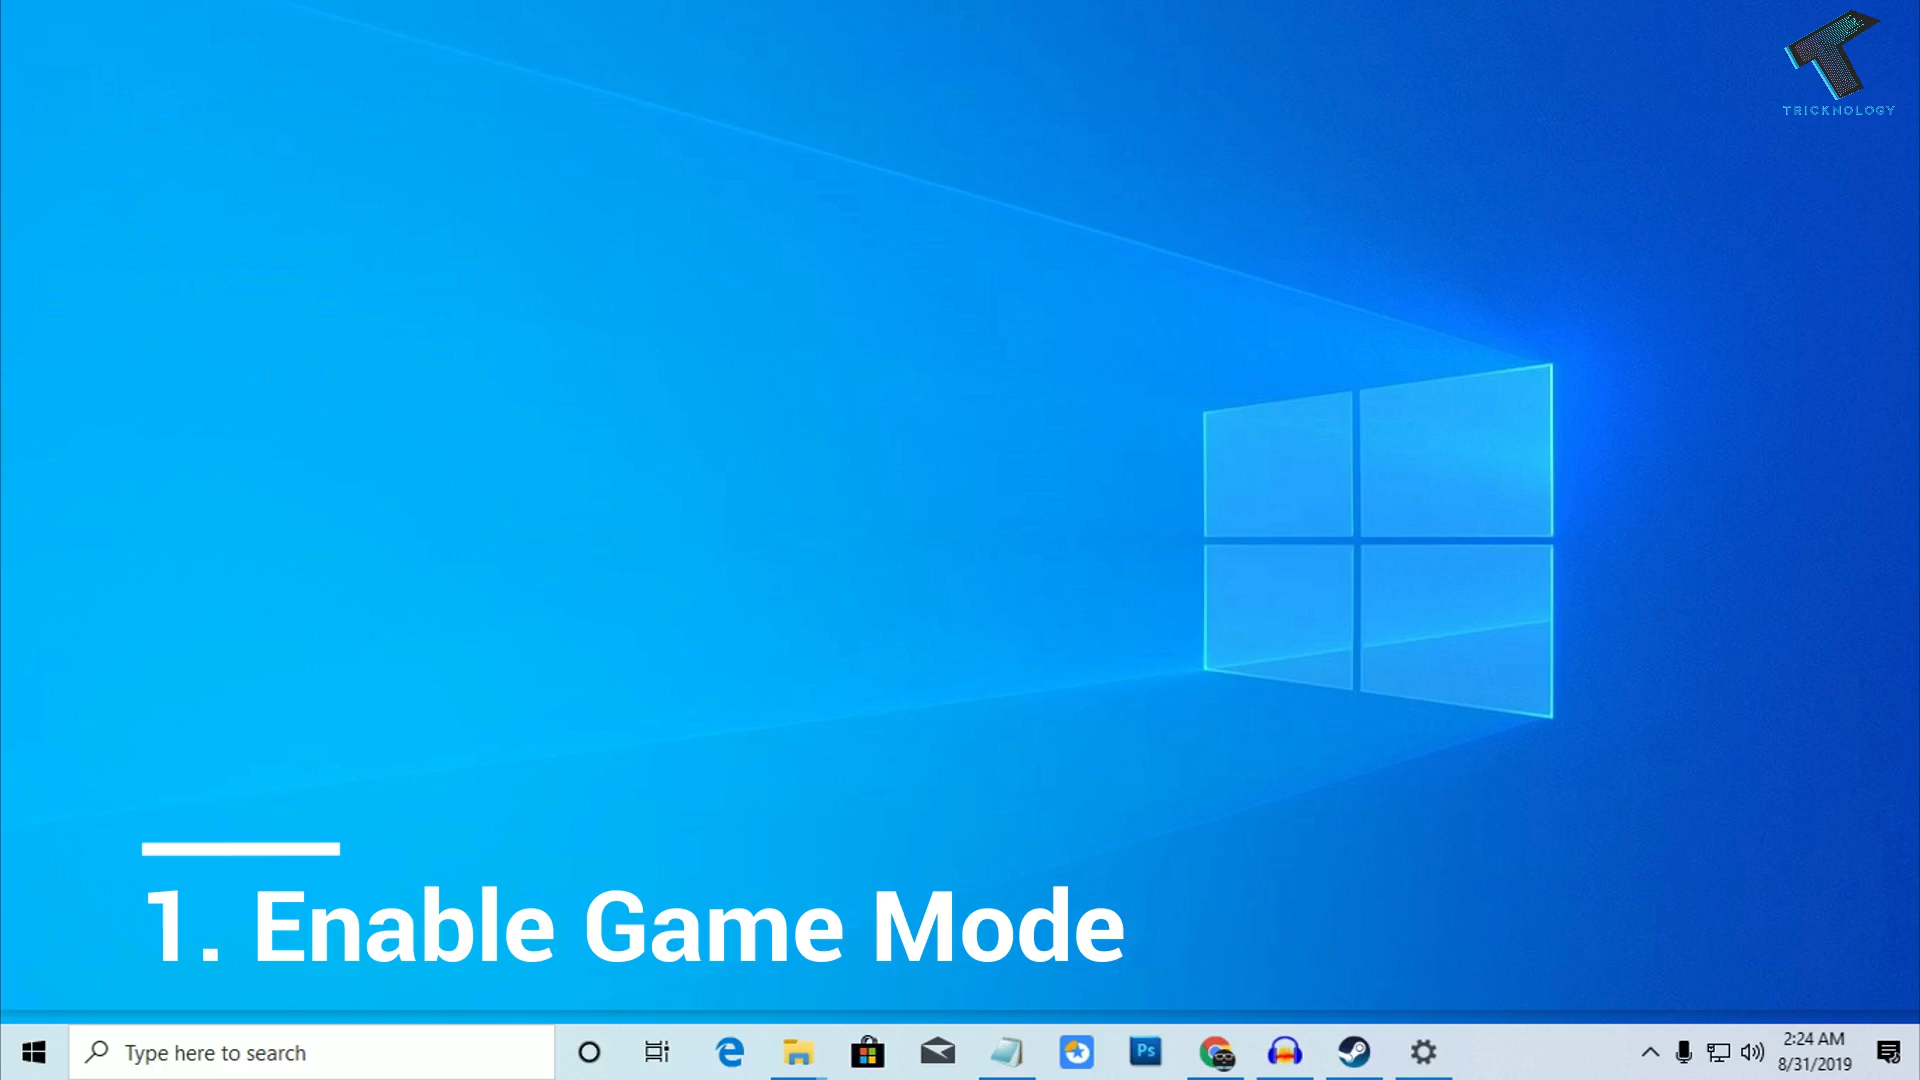 TRICKNOLOGY
1. Enable Game Mode
Type here to search
Ps
2:24 AM
8/31/2019